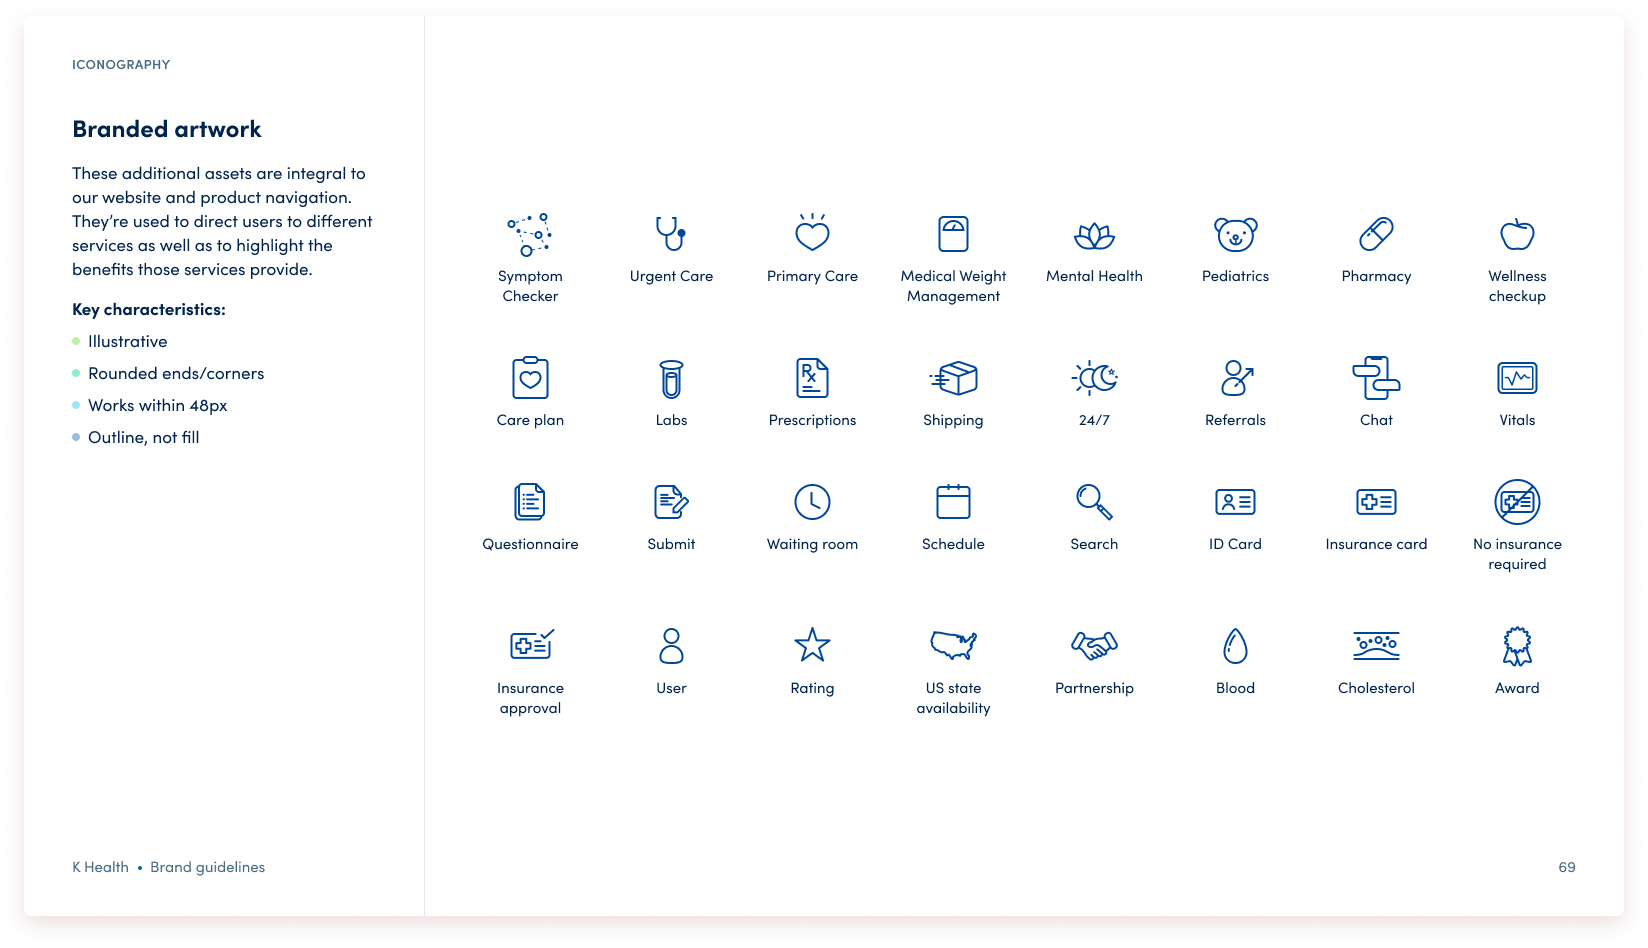 ICONOGRAPHY
Branded artwork
These additional assets are integral to
our website and product navigation.
They’re used to direct users to different
services as well as to highlight the
benefits those services provide.
Key characteristics:
Illustrative
Rounded ends/corners
Works within 48px
Outline, not fill
Symptom
Checker
Urgent Care
Primary Care
Medical Weight
Management
Mental Health
Pediatrics
Pharmacy
Wellness
checkup
Care plan
Labs
Rx
Prescriptions
Shipping
24/7
Referrals
Chat
Vitals
Questionnaire
Submit
Waiting room
Schedule
Search
ID Card
Insurance card
No insurance
required
Insurance
approval
User
Rating
US state
availability
Partnership
Blood
Cholesterol
Award
K Health • Brand guidelines
69